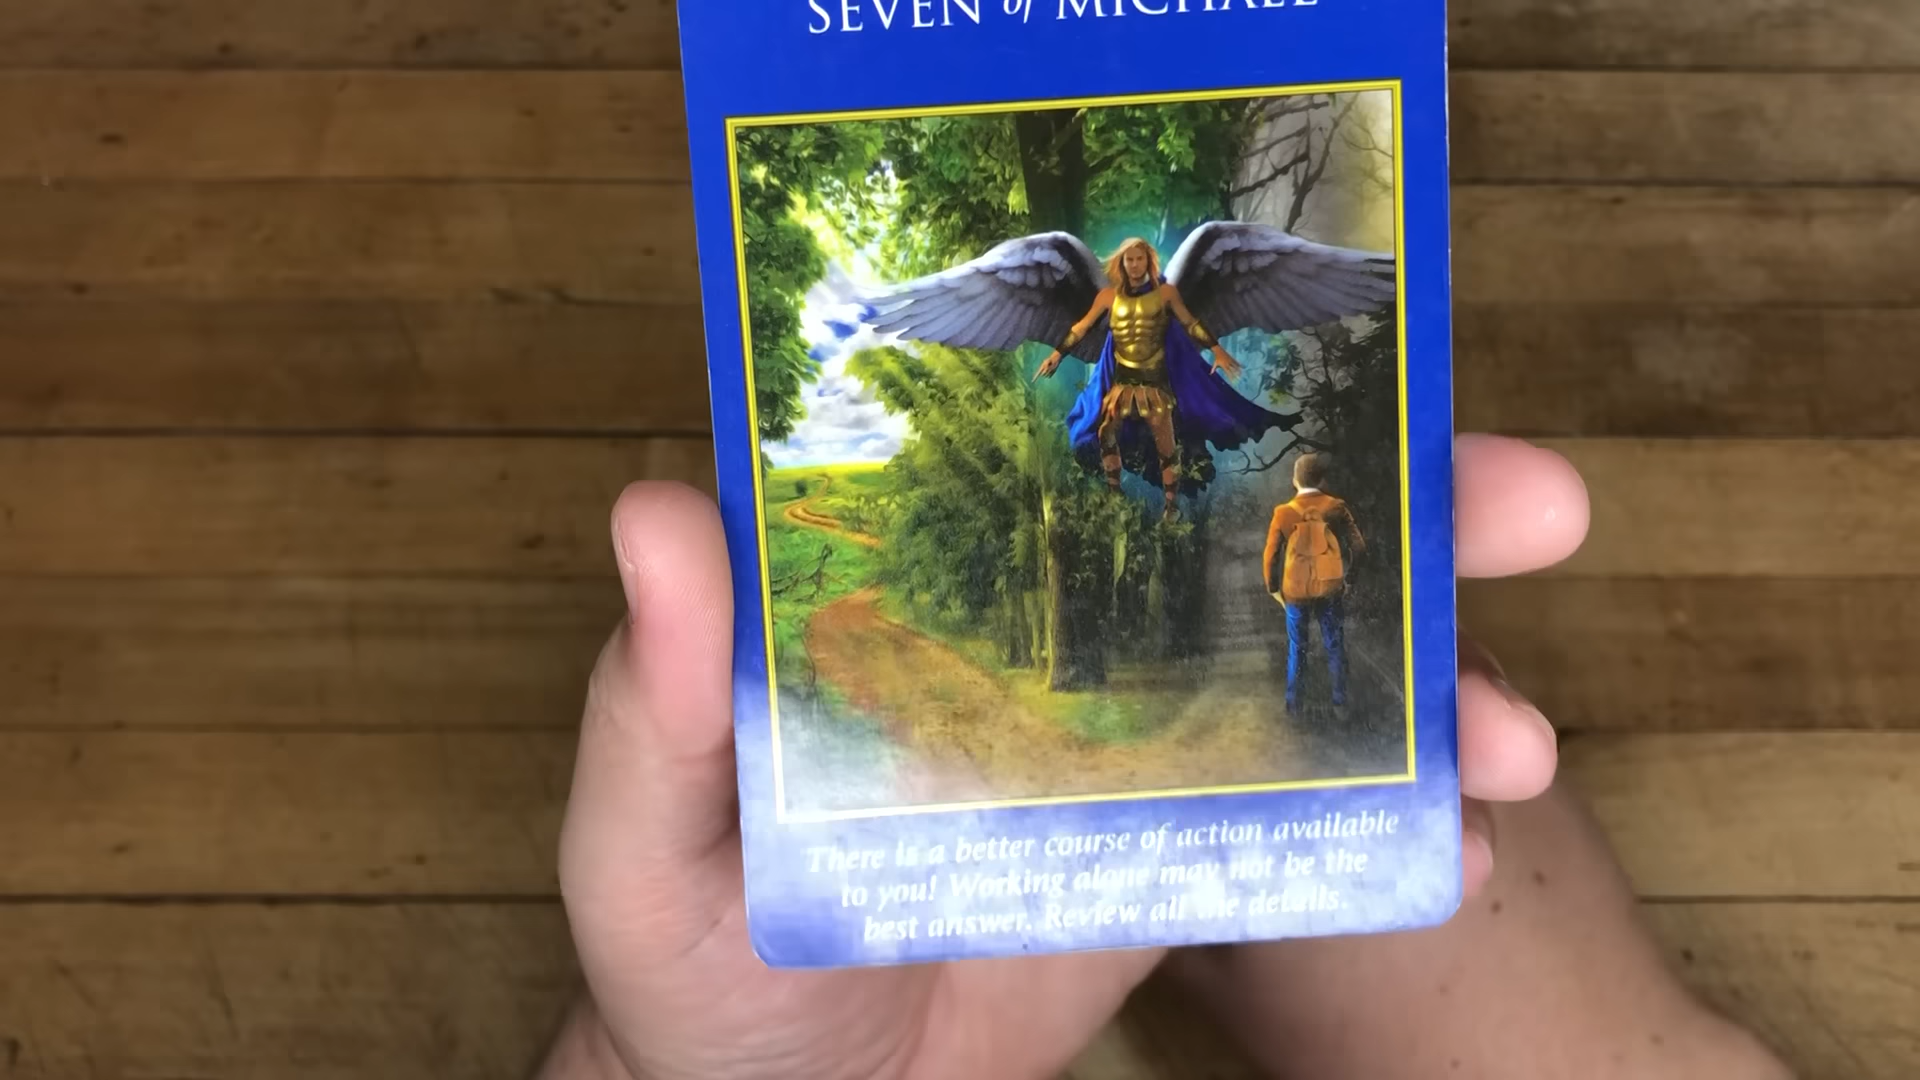 SEVEN of MICHAEL
There is a better course of action available
to you! Working alone may not be the
best answer. Review all the details.